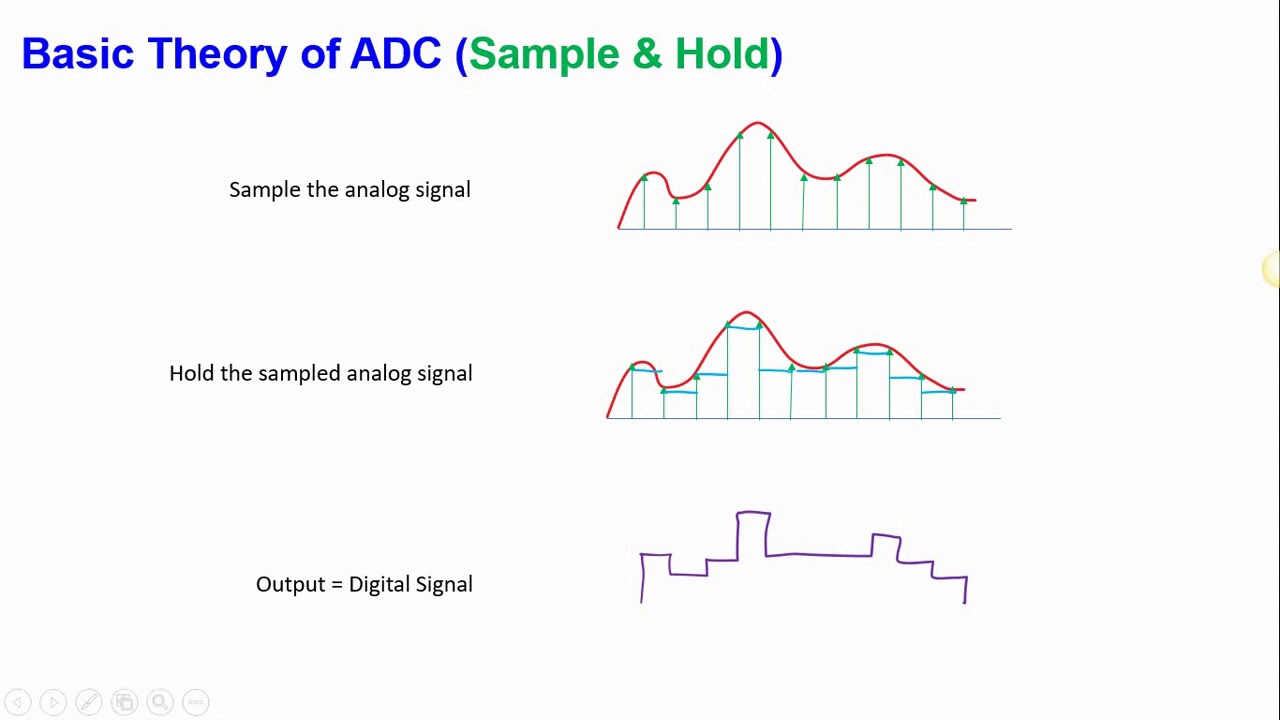 Basic Theory of ADC (Sample & Hold)
Sample the analog signal
Hold the sampled analog signal
Output = Digital Signal